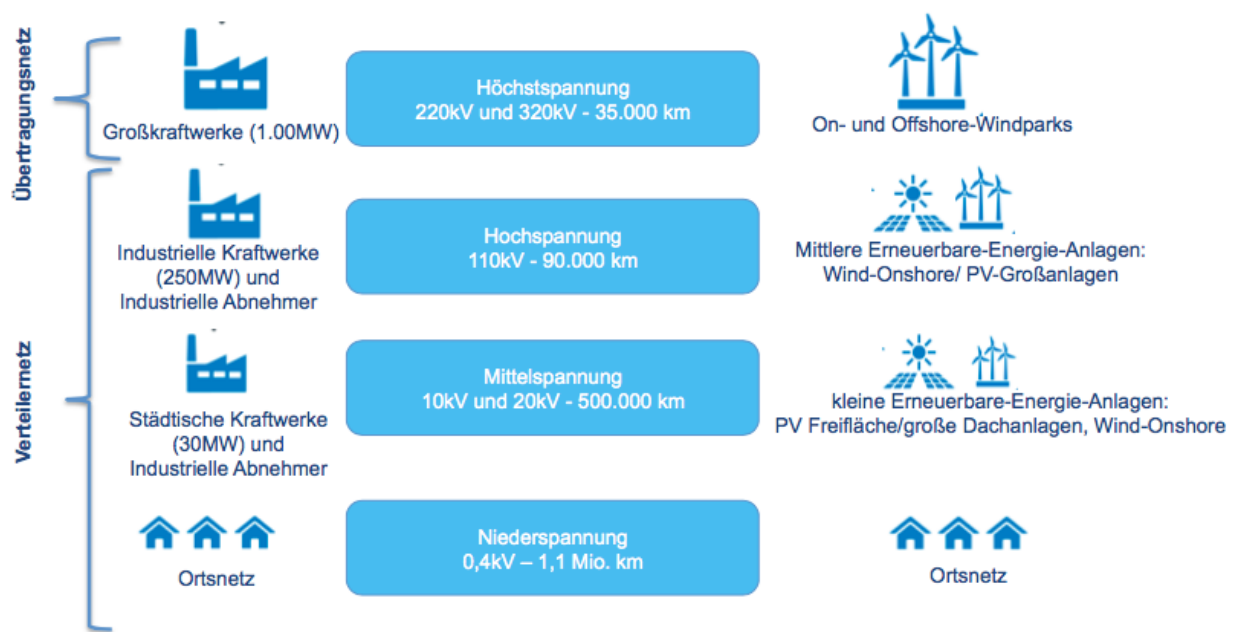 Übertragungsnetz
Großkraftwerke (1.00MW)
Höchstspannung
220kV und 320kV - 35.000 km
On- und Offshore-Windparks
Verteilernetz
Industrielle Kraftwerke
(250MW) und
Industrielle Abnehmer
Hochspannung
110kV - 90.000 km
Mittlere Erneuerbare-Energie-Anlagen:
Wind-Onshore/ PV-Großanlagen
Städtische Kraftwerke
(30MW) und
Industrielle Abnehmer
Mittelspannung
10kV und 20kV - 500.000 km
kleine Erneuerbare-Energie-Anlagen:
PV Freifläche/große Dachanlagen, Wind-Onshore
Ortsnetz
Niederspannung
0,4kV – 1,1 Mio. km
Ortsnetz